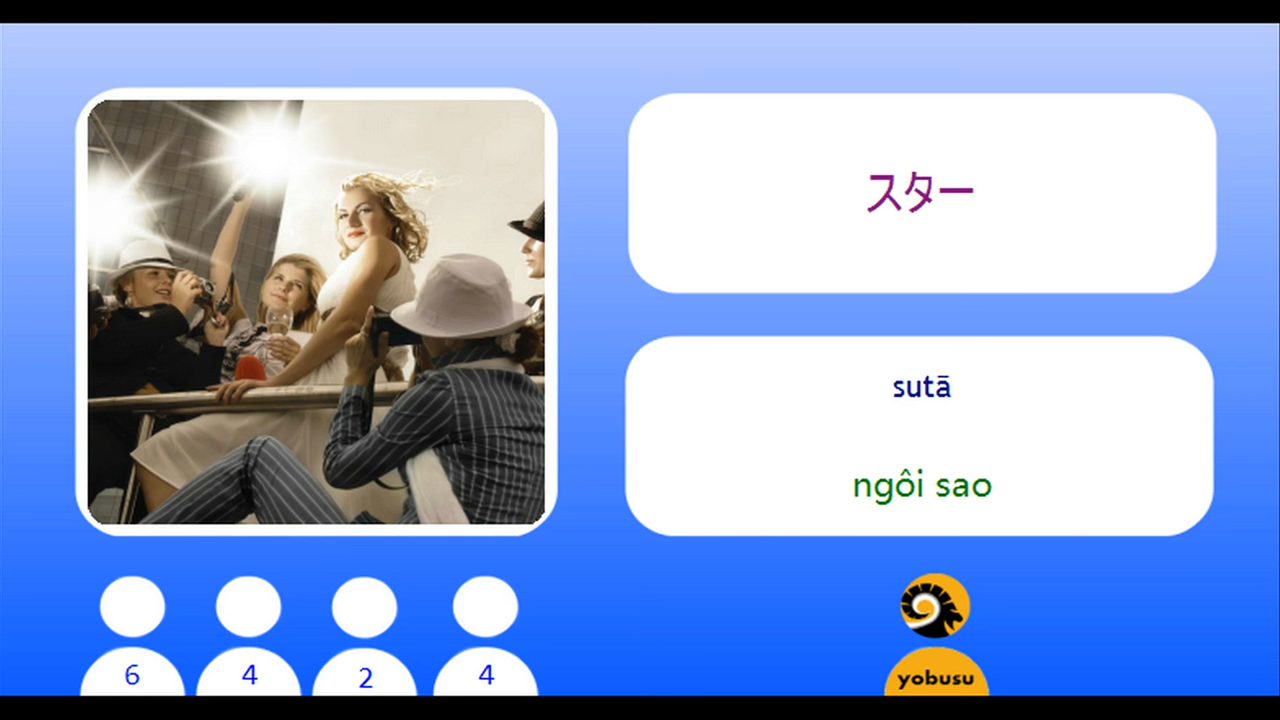 スター
sutā
ngôi sao
6 4 2 4
yobusu